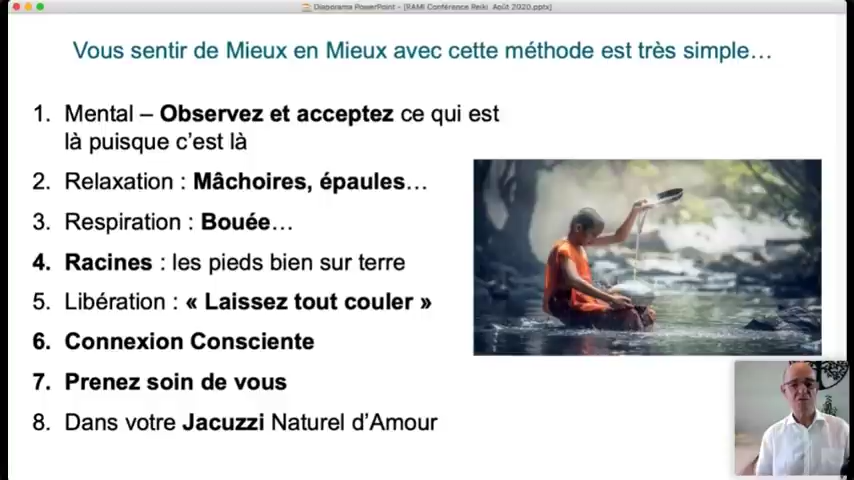 Diaporama PowerPoint - [RAMI Conférence Reiki Août 2020.pptx]
Vous sentir de Mieux en Mieux avec cette méthode est très simple…
1. Mental – Observez et acceptez ce qui est
là puisque c’est là
2. Relaxation : Mâchoires, épaules…
3. Respiration : Bouée…
4. Racines : les pieds bien sur terre
5. Libération : « Laissez tout couler »
6. Connexion Consciente
7. Prenez soin de vous
8. Dans votre Jacuzzi Naturel d’Amour